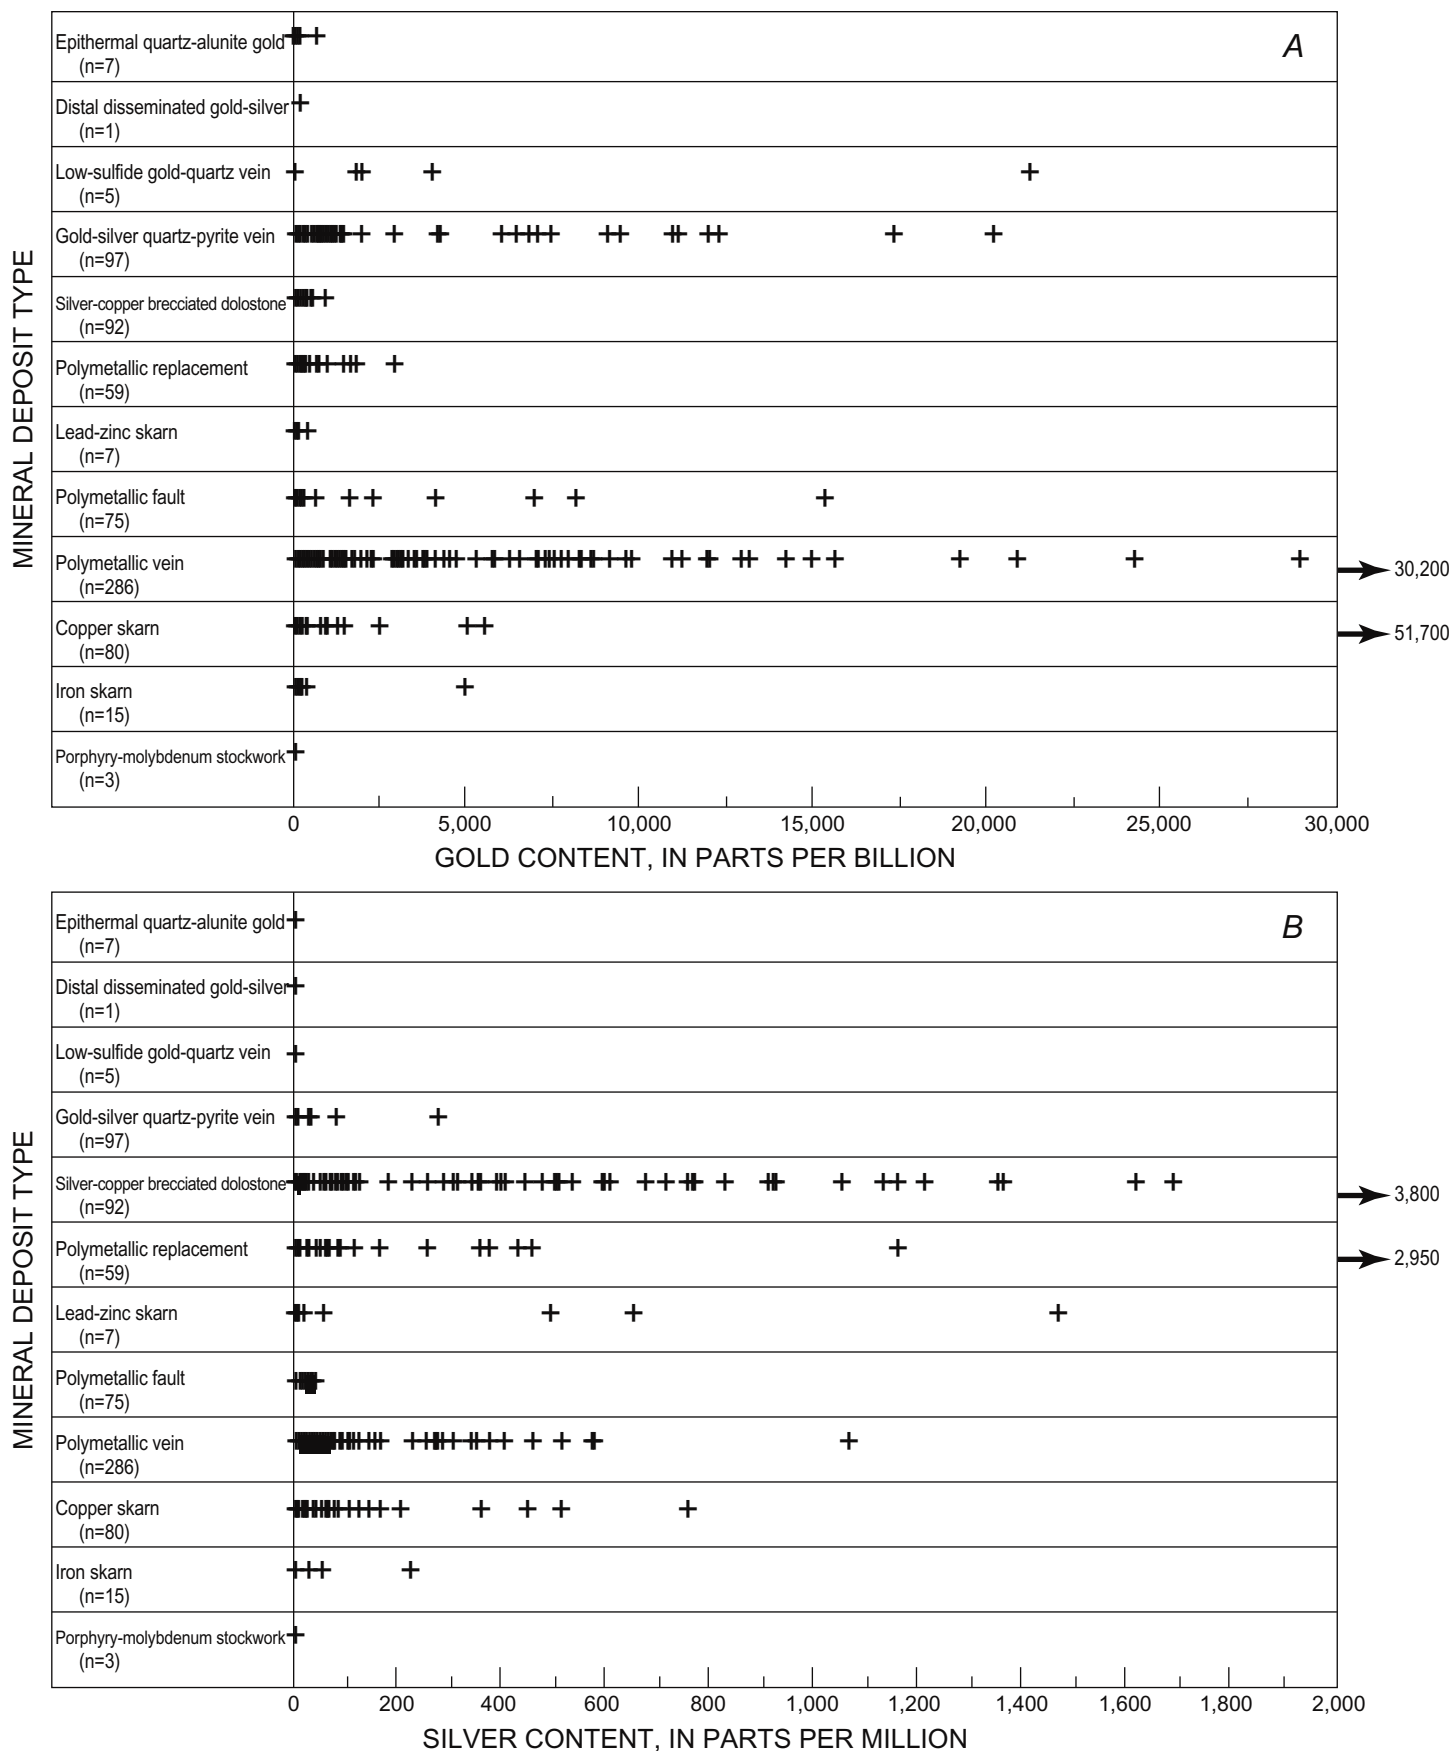 A
MINERAL DEPOSIT TYPE
Epithermal quartz-alunite gold
(n=7)
Distal disseminated gold-silver
(n=1)
Low-sulfide gold-quartz vein
(n=5)
Gold-silver quartz-pyrite vein
(n=97)
Silver-copper brecciated dolostone
(n=92)
Polymetallic replacement
(n=59)
Lead-zinc skarn
(n=7)
Polymetallic fault
(n=75)
Polymetallic vein
30,200
(n=286)
Copper skarn
51,700
(n=80)
Iron skarn
(n=15)
Porphyry-molybdenum stockwork
(n=3)
0 5,000 10,000 15,000 20,000 25,000 30,000
GOLD CONTENT, IN PARTS PER BILLION
B
MINERAL DEPOSIT TYPE
Epithermal quartz-alunite gold
(n=7)
Distal disseminated gold-silver
(n=1)
Low-sulfide gold-quartz vein
(n=5)
Gold-silver quartz-pyrite vein
(n=97)
Silver-copper brecciated dolostone
3,800
(n=92)
Polymetallic replacement
2,950
(n=59)
Lead-zinc skarn
(n=7)
Polymetallic fault
(n=75)
Polymetallic vein
(n=286)
Copper skarn
(n=80)
Iron skarn
(n=15)
Porphyry-molybdenum stockwork
(n=3)
0 200 400 600 800 1,000 1,200 1,400 1,600 1,800 2,000
SILVER CONTENT, IN PARTS PER MILLION